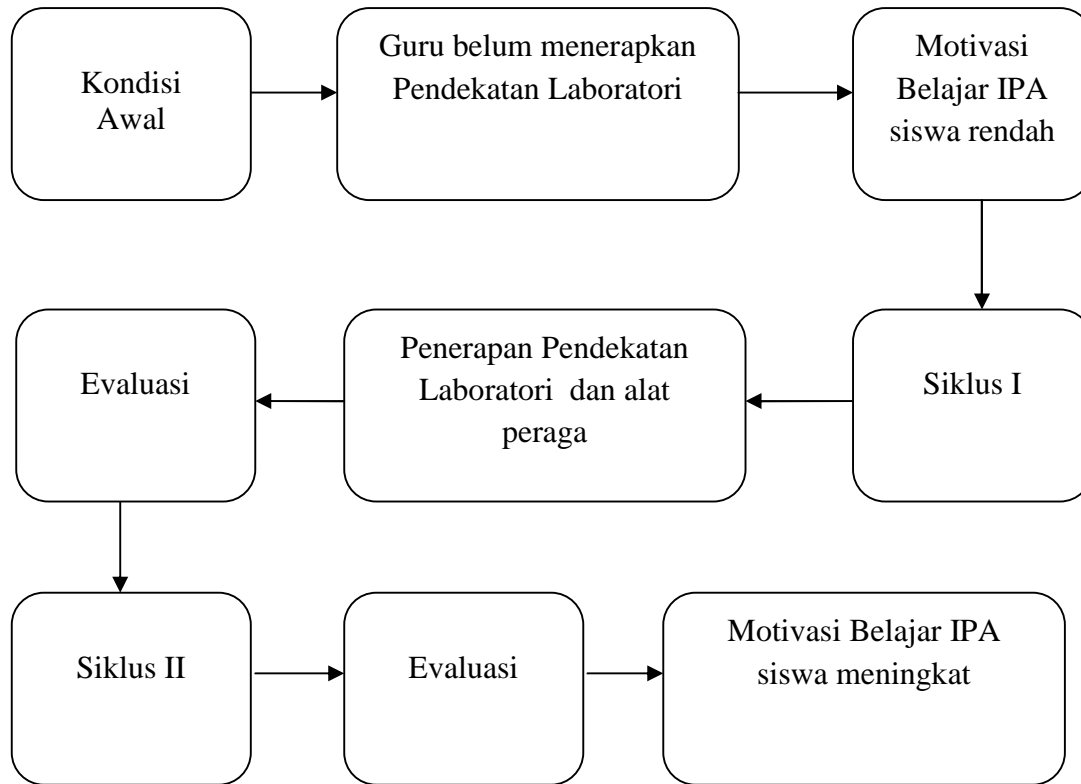 Kondisi
Awal
Guru belum menerapkan
Pendekatan Laboratori
Motivasi
Belajar IPA
siswa rendah
Siklus I
Penerapan Pendekatan
Laboratori  dan alat
peraga
Evaluasi
Siklus II
Evaluasi
Motivasi Belajar IPA
siswa meningkat